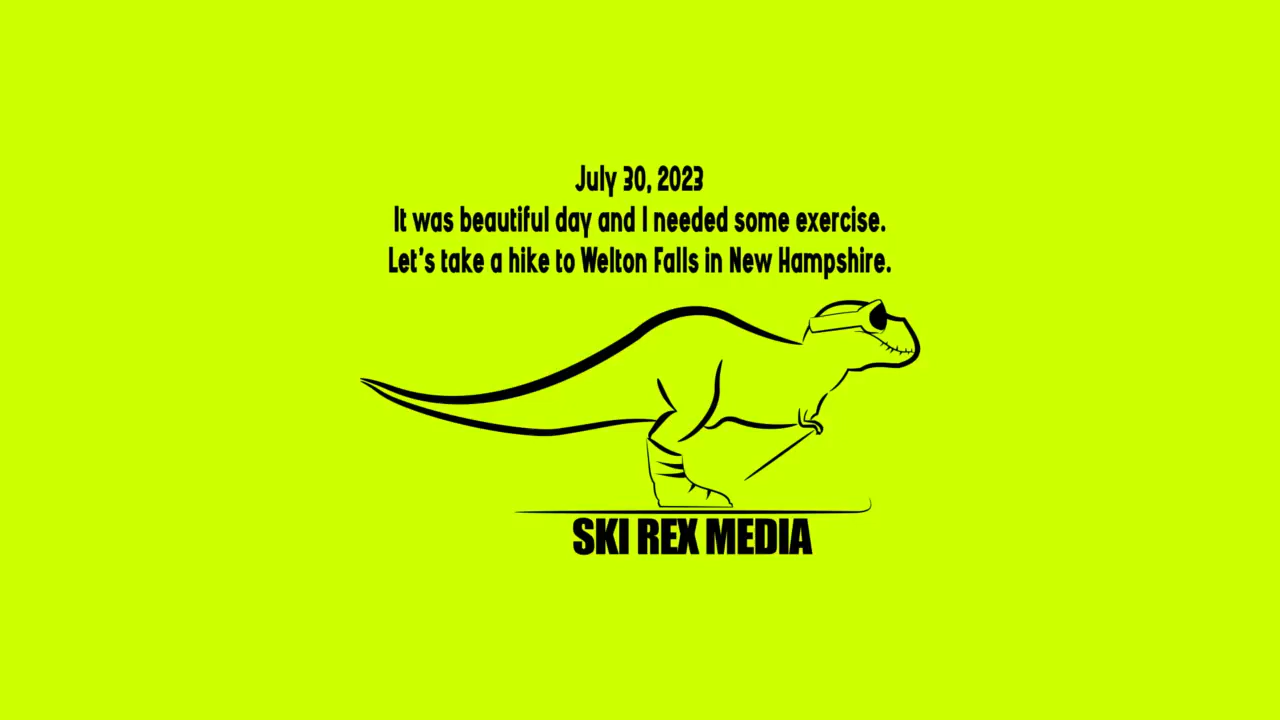 July 30, 2023
It was beautiful day and I needed some exercise.
Let's take a hike to Welton Falls in New Hampshire.
SKI REX MEDIA